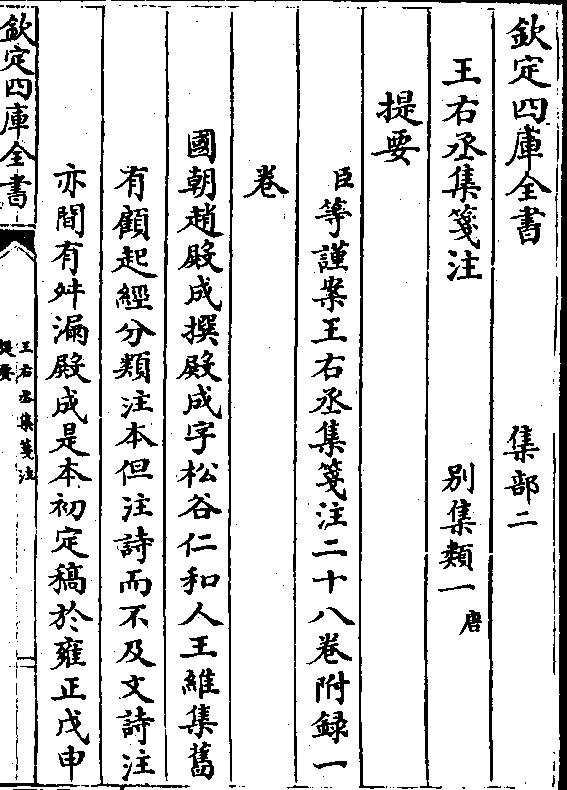 欽定四庫全書 集部二
王右丞集箋注 別集類一唐
提要
臣等謹案王右丞集箋注二十八卷附録一
卷
國朝趙殿成撰殿成字松谷仁和人王維集舊
有顧起經分類注本但注詩而不及文詩注
亦間有舛漏殿成是本初定稿於雍正戊申
欽定四庫全書
王右丞集箋注
提要
一